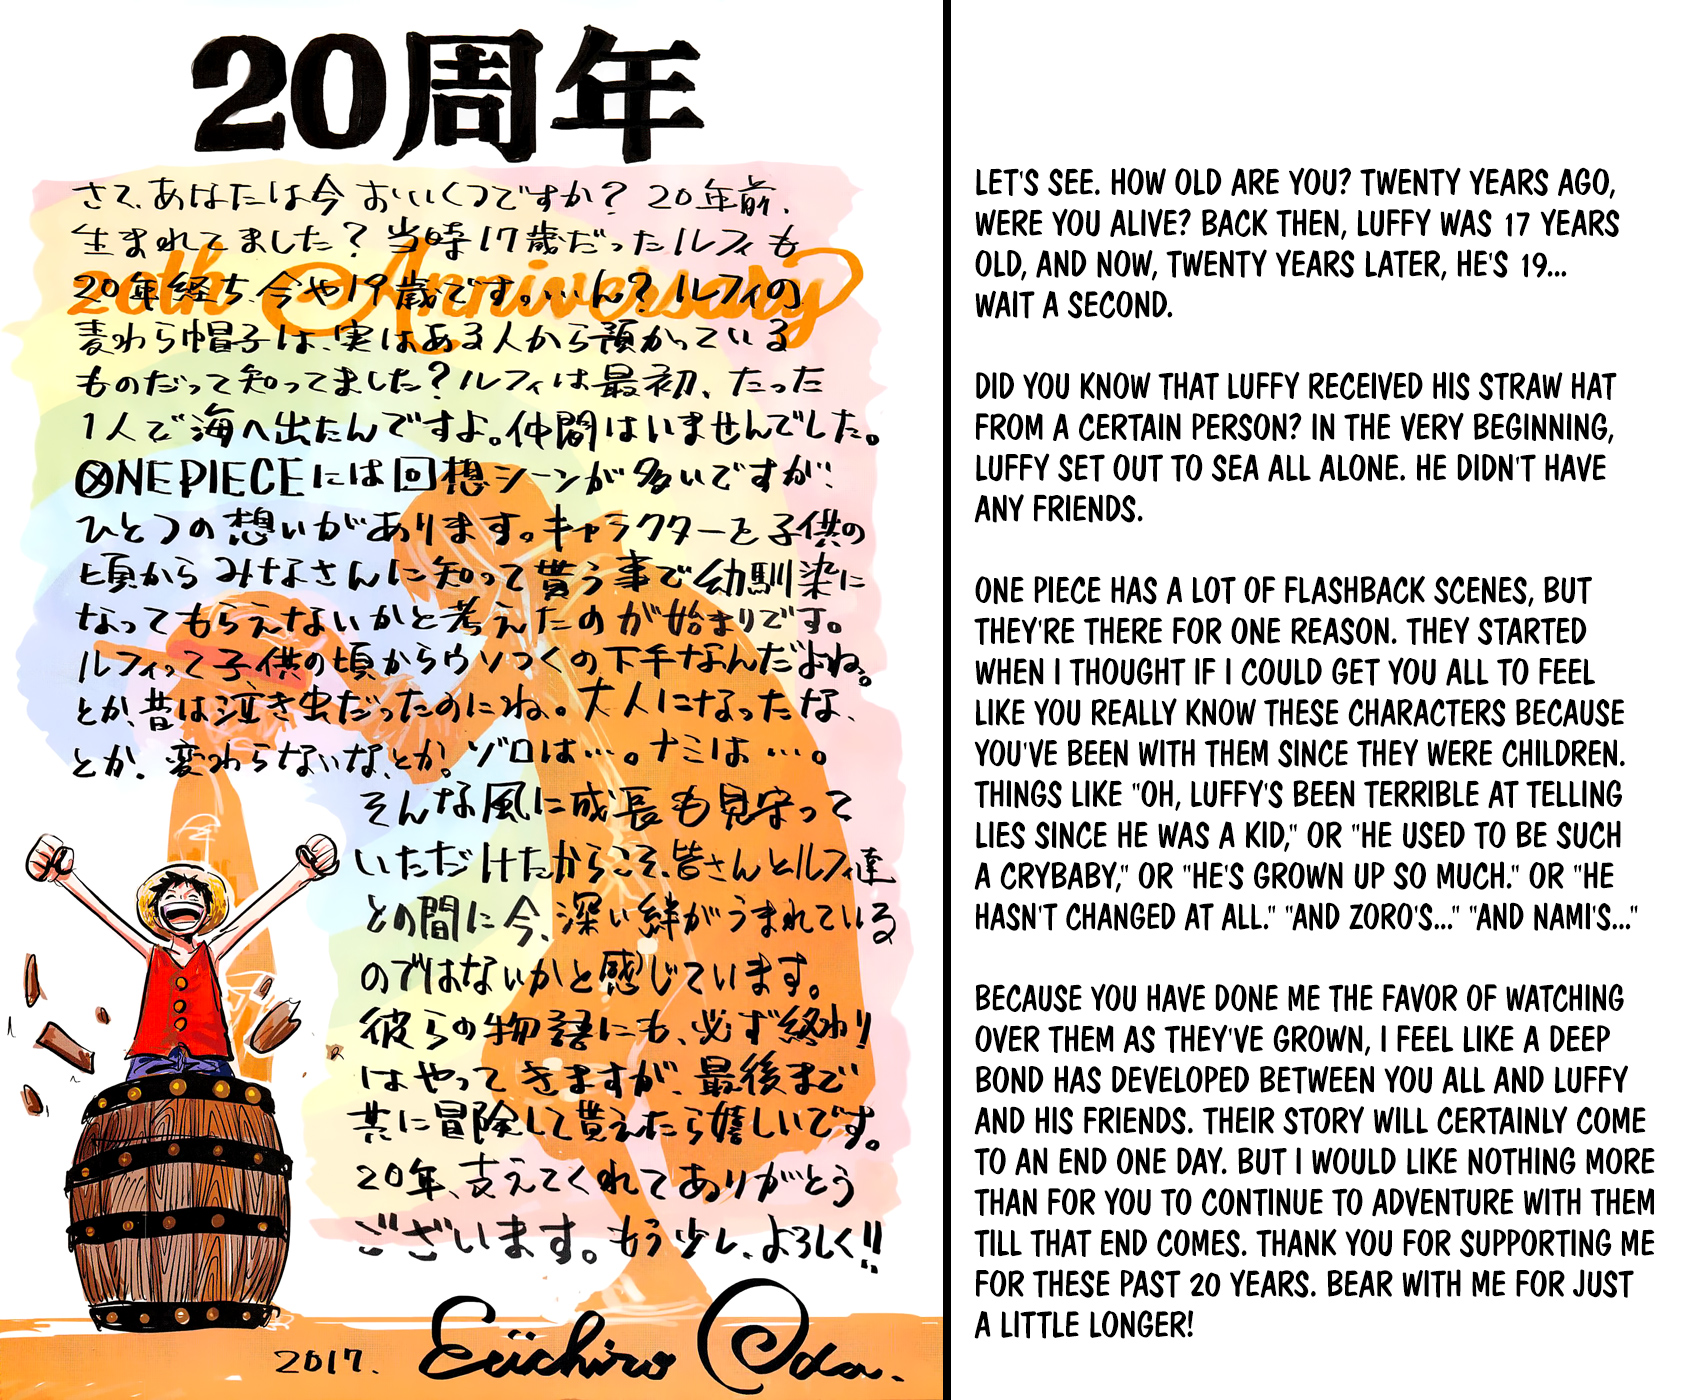 20周年
さて、あなたは今おいくつですか？ 20年前、
生まれてました？ 当時17歳だったルフィも
20th Anniversary
20年経ち、今や19歳です。…ん？ ルフィの
麦わら帽子は、実はある人から預かっている
ものだって知ってました？ルフィは最初、たった
1人で海へ出たんですよ。仲間はいませんでした。
ONE PIECEには回想シーンが多いですが、
ひとつの想いがあります。キャラクターを子供の
頃からみなさんに知って貰う事で幼馴染に
なってもらえないかと考えたのが始まりです。
ルフィって子供の頃からウソつくの下手なんだよね。
とか、昔は泣き虫だったのにね。大人になったな、
とか、変わらないな、とか。ゾロは…。ナミは…。
そんな風に成長も見守って
いただけたからこそ、皆さんとルフィ達
との間に今、深い絆がうまれている
のではないかと感じています。
彼らの物語にも、必ず終わり
はやってきますが、最後まで
共に冒険して貰えたら嬉しいです。
20年、支えてくれてありがとう
ございます。もう少し、よろしく!!
2017. Eiichiro Oda.
LET'S SEE. HOW OLD ARE YOU? TWENTY YEARS AGO,
WERE YOU ALIVE? BACK THEN, LUFFY WAS 17 YEARS
OLD, AND NOW, TWENTY YEARS LATER, HE'S 19...
WAIT A SECOND.
DID YOU KNOW THAT LUFFY RECEIVED HIS STRAW HAT
FROM A CERTAIN PERSON? IN THE VERY BEGINNING,
LUFFY SET OUT TO SEA ALL ALONE. HE DIDN'T HAVE
ANY FRIENDS.
ONE PIECE HAS A LOT OF FLASHBACK SCENES, BUT
THEY'RE THERE FOR ONE REASON. THEY STARTED
WHEN I THOUGHT IF I COULD GET YOU ALL TO FEEL
LIKE YOU REALLY KNOW THESE CHARACTERS BECAUSE
YOU'VE BEEN WITH THEM SINCE THEY WERE CHILDREN.
THINGS LIKE "OH, LUFFY'S BEEN TERRIBLE AT TELLING
LIES SINCE HE WAS A KID," OR "HE USED TO BE SUCH
A CRYBABY," OR "HE'S GROWN UP SO MUCH." OR "HE
HASN'T CHANGED AT ALL." "AND ZORO'S..." "AND NAMI'S..."
BECAUSE YOU HAVE DONE ME THE FAVOR OF WATCHING
OVER THEM AS THEY'VE GROWN, I FEEL LIKE A DEEP
BOND HAS DEVELOPED BETWEEN YOU ALL AND LUFFY
AND HIS FRIENDS. THEIR STORY WILL CERTAINLY COME
TO AN END ONE DAY. BUT I WOULD LIKE NOTHING MORE
THAN FOR YOU TO CONTINUE TO ADVENTURE WITH THEM
TILL THAT END COMES. THANK YOU FOR SUPPORTING ME
FOR THESE PAST 20 YEARS. BEAR WITH ME FOR JUST
A LITTLE LONGER!